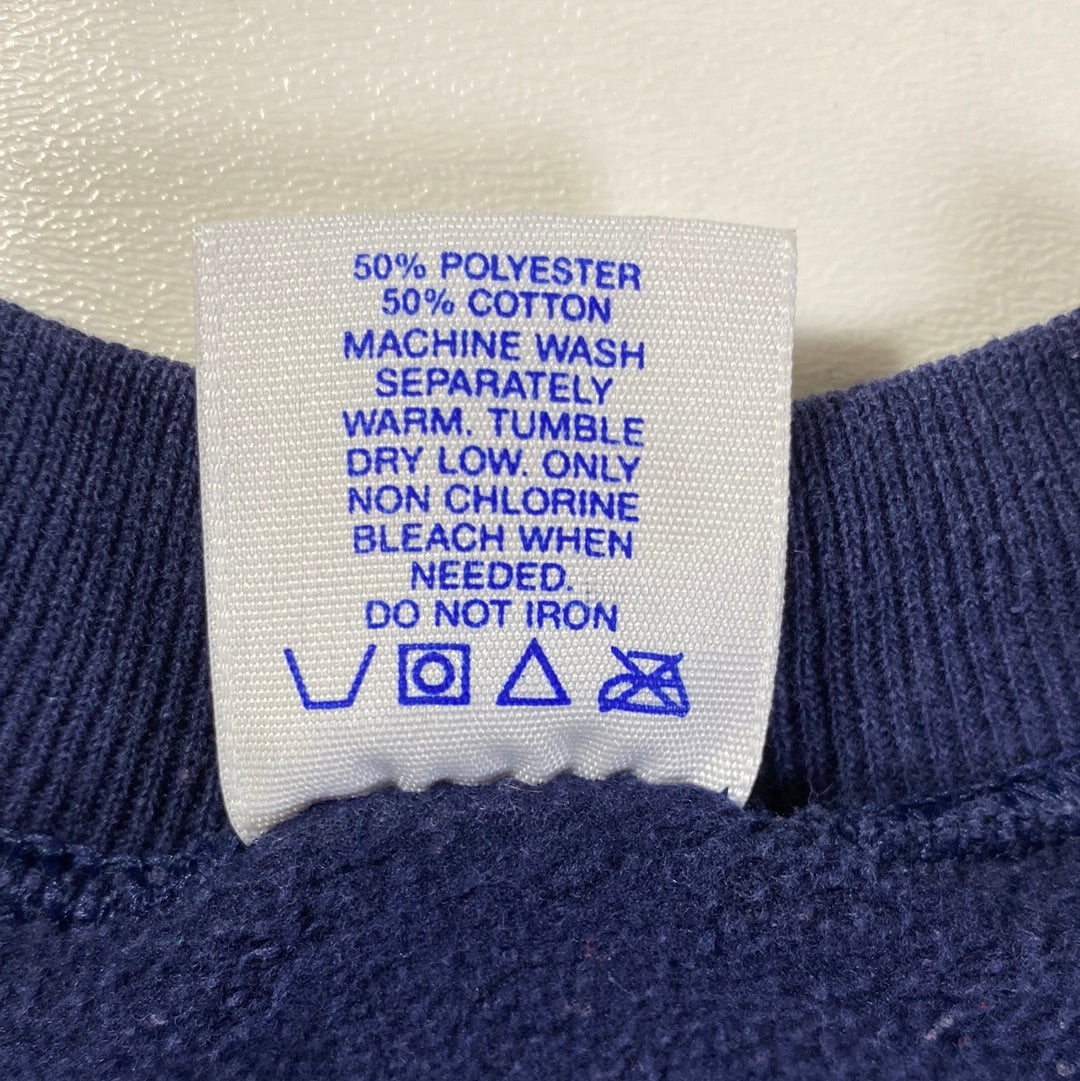 50% POLYESTER
50% COTTON
MACHINE WASH
SEPARATELY
WARM. TUMBLE
DRY LOW. ONLY
NON CHLORINE
BLEACH WHEN
NEEDED.
DO NOT IRON